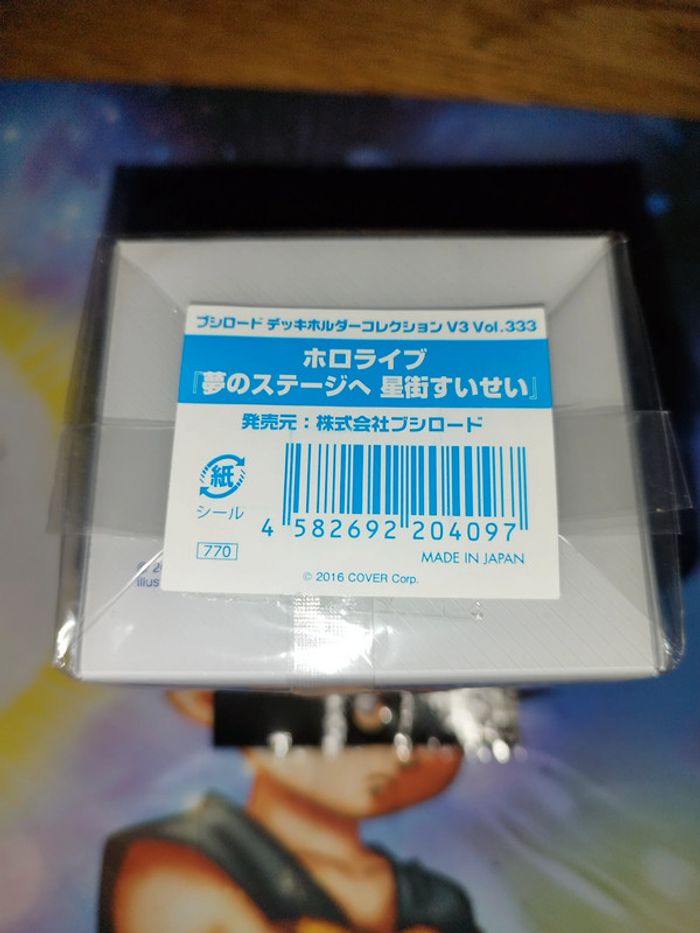 ブシロード デッキホルダーコレクション V3 Vol.333
ホロライブ
『夢のステージへ 星街すいせい』
発売元：株式会社ブシロード
紙
シール
4 582692 204097
770
MADE IN JAPAN
© 2016 COVER Corp.